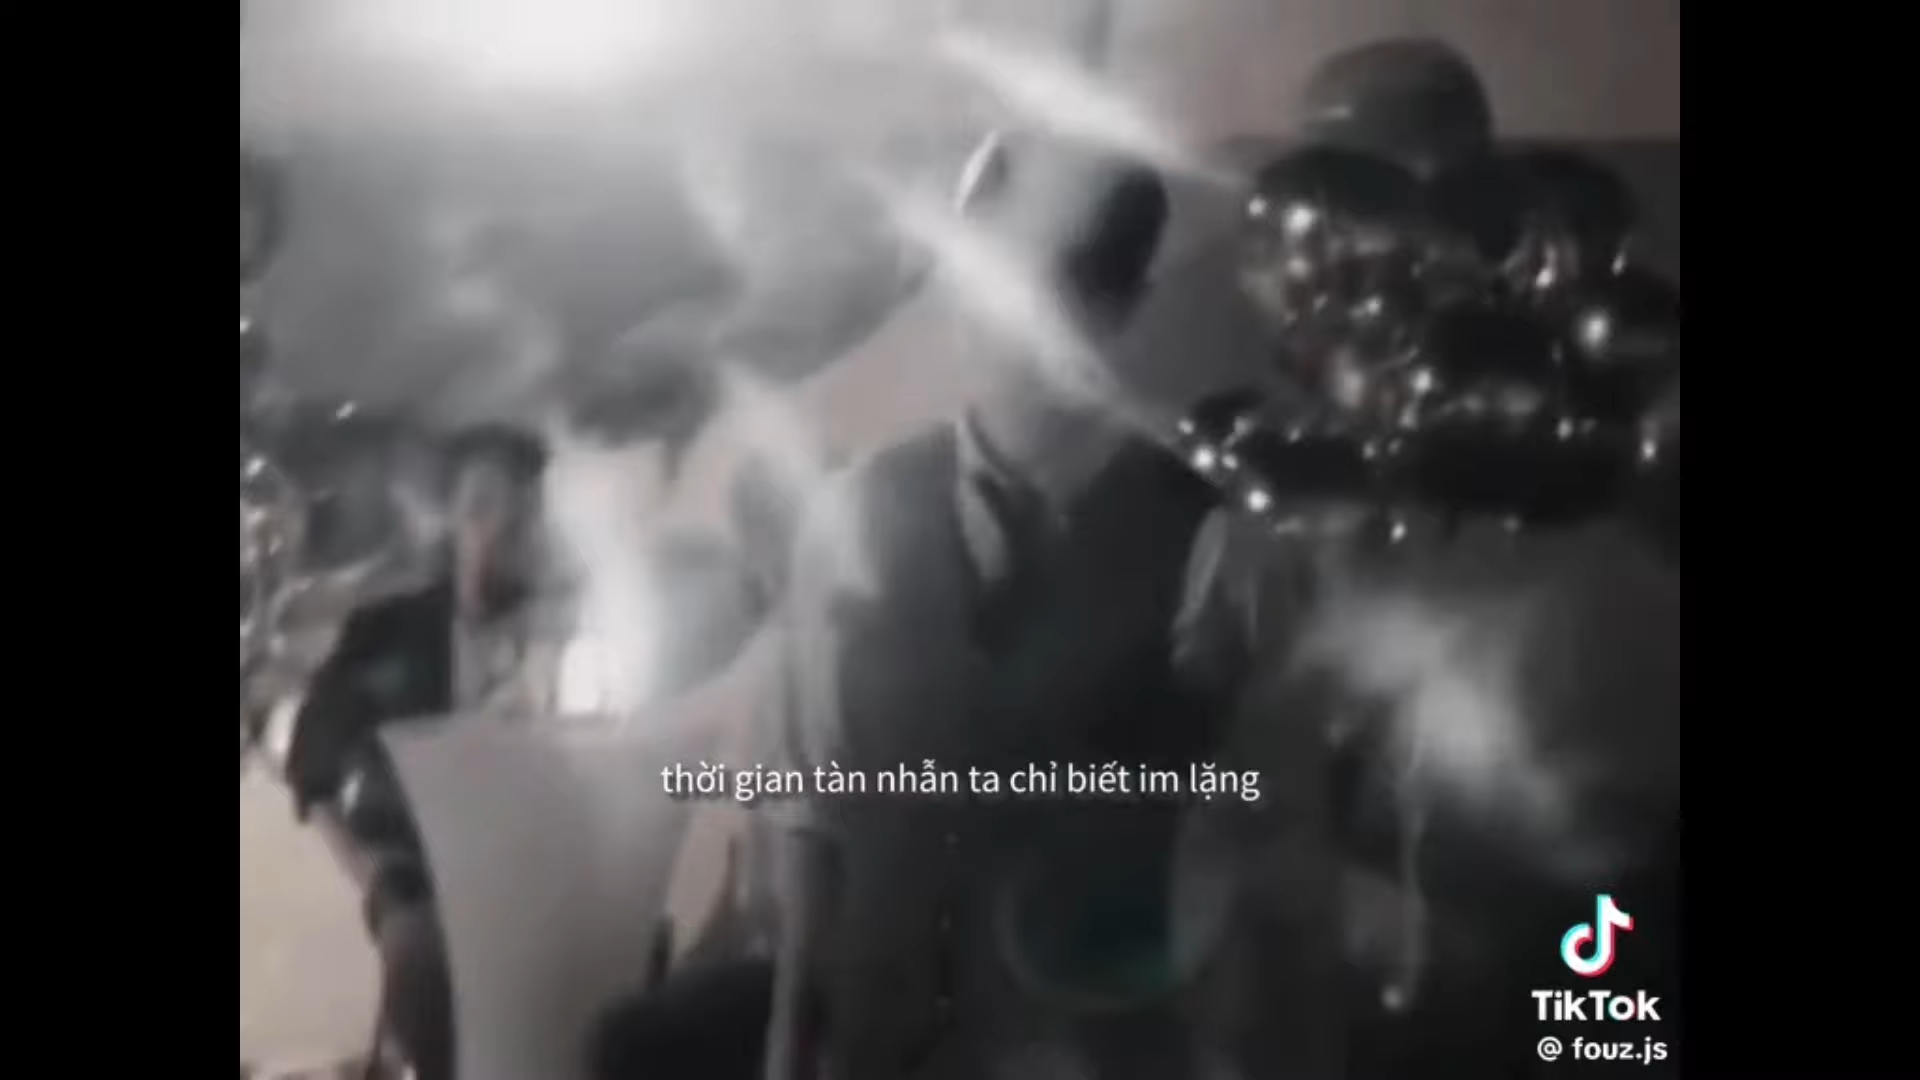 thời gian tàn nhẫn ta chỉ biết im lặng
TikTok
@ fouz.js